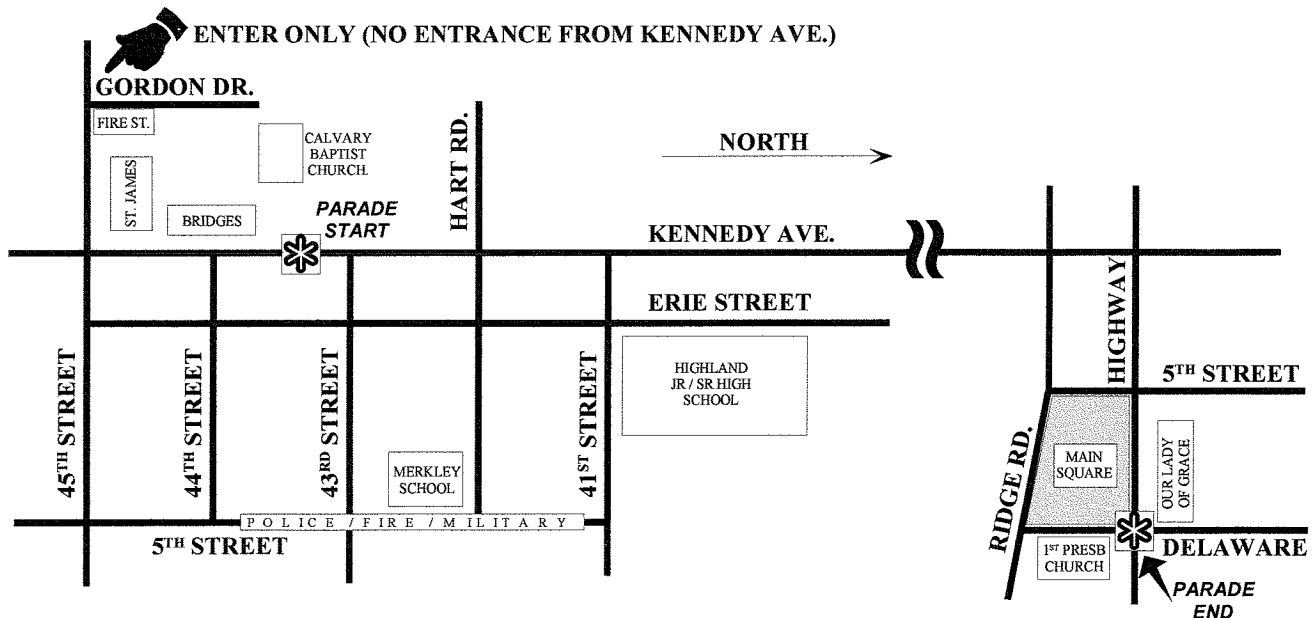 ENTER ONLY (NO ENTRANCE FROM KENNEDY AVE.)
GORDON DR.
FIRE ST.
CALVARY
BAPTIST
CHURCH.
ST. JAMES
BRIDGES
PARADE
START
HART RD.
NORTH
KENNEDY AVE.
ERIE STREET
HIGHWAY
45TH STREET
44TH STREET
43RD STREET
41ST STREET
HIGHLAND
JR / SR HIGH
SCHOOL
5TH STREET
MERKLEY
SCHOOL
RIDGE RD.
MAIN
SQUARE
OUR LADY
OF GRACE
POLICE / FIRE / MILITARY
5TH STREET
1ST PRESB
CHURCH
DELAWARE
PARADE
END